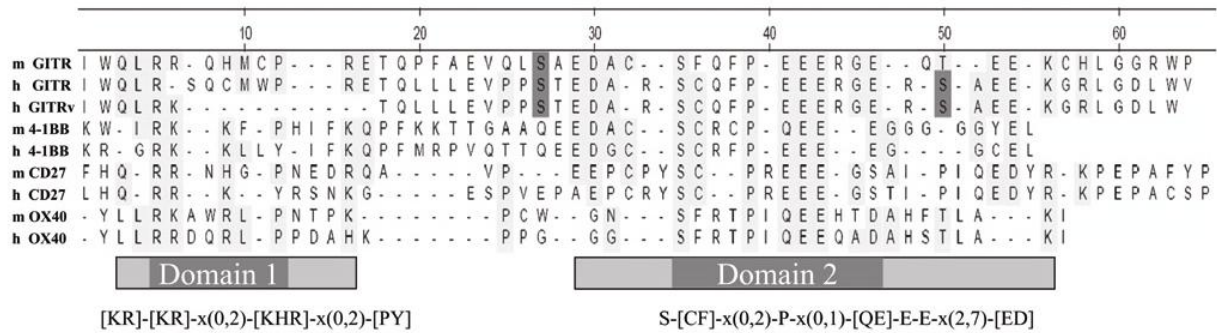 10 20 30 40 50 60
m GITR I W Q L R R - Q H M C P - - - R E T Q P F A E V Q L S A E D A C - - S F Q F P - E E E R G E - - Q T - - E E - K C H L G G R W P
h GITR I W Q L R - S Q C M W P - - - R E T Q L L L E V P P S T E D A - R - S C Q F P - E E E R G E - R - S - A E E - K G R L G D L W V
h GITRv I W Q L R K - - - - - - - - - - - - T Q L L L E V P P S T E D A - R - S C Q F P - E E E R G E - R - S - A E E - K G R L G D L W
m 4-1BB K W - I R K - - K F - P H I F K Q P F K K T T G A A Q E E D A C - - S C R C P - Q E E - - E G G G - G G Y E L
h 4-1BB K R - G R K - - K L L Y - I F K Q P F M R P V Q T T Q E E D G C - - S C R F P - E E E - - E G - - - - G C E L
m CD27 F H Q - R R - - N H G - P N E D R Q A - - - - - V P - - - E E P C P Y S C - - P R E E E - G S A I - P I Q E D Y R - K P E P A F Y P
h CD27 L H Q - R R - - - K - - Y R S N K G - - - - - E S P V E P A E P C R Y S C - - P R E E E - G S T I - P I Q E D Y R - K P E P A C S P
m OX40 - Y L L R K A W R L - P N T P K - - - - - - - - P C W - - G N - - S F R T P I Q E E H T D A H F T L A - - - K I
h OX40 - Y L L R R D Q R L - P P D A H K - - - - - - - P P G - - G G - - S F R T P I Q E E Q A D A H S T L A - - - K I
Domain 1 Domain 2
[KR]-[KR]-x(0,2)-[KHR]-x(0,2)-[PY] S-[CF]-x(0,2)-P-x(0,1)-[QE]-E-E-x(2,7)-[ED]